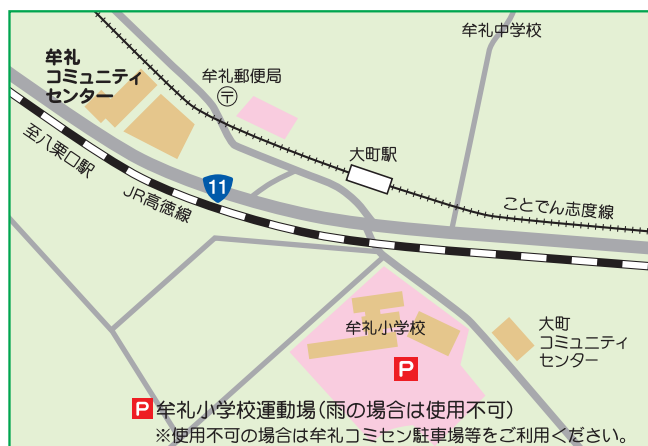 牟礼中学校
牟礼
コミュニティ
センター
牟礼郵便局
〒
大町駅
至八栗口駅
JR高徳線
11
ことでん志度線
牟礼小学校
大町
コミュニティ
センター
P
P 牟礼小学校運動場(雨の場合は使用不可)
※使用不可の場合は牟礼コミセン駐車場等をご利用ください。